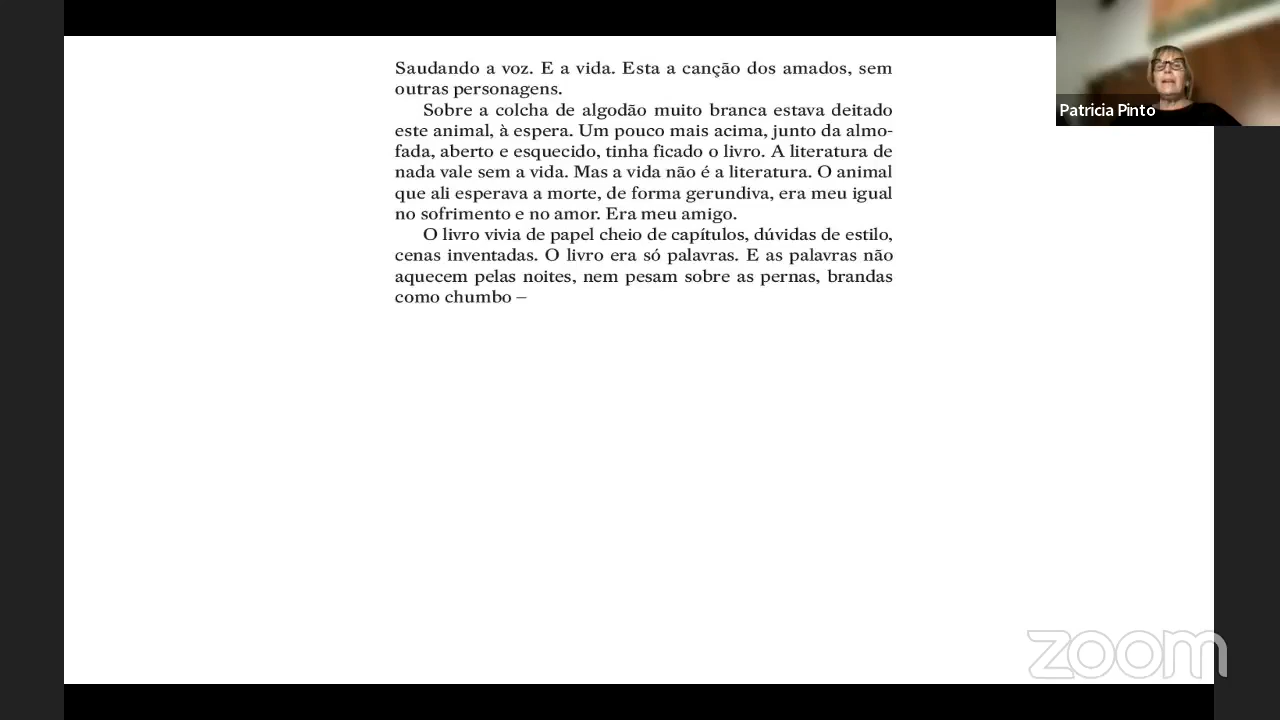 Saudando a voz. E a vida. Esta a canção dos amados, sem
outras personagens.
Sobre a colcha de algodão muito branca estava deitado
este animal, à espera. Um pouco mais acima, junto da almo-
fada, aberto e esquecido, tinha ficado o livro. A literatura de
nada vale sem a vida. Mas a vida não é a literatura. O animal
que ali esperava a morte, de forma gerundiva, era meu igual
no sofrimento e no amor. Era meu amigo.
O livro vivia de papel cheio de capítulos, dúvidas de estilo,
cenas inventadas. O livro era só palavras. E as palavras não
aquecem pelas noites, nem pesam sobre as pernas, brandas
como chumbo –
Patricia Pinto
zoom